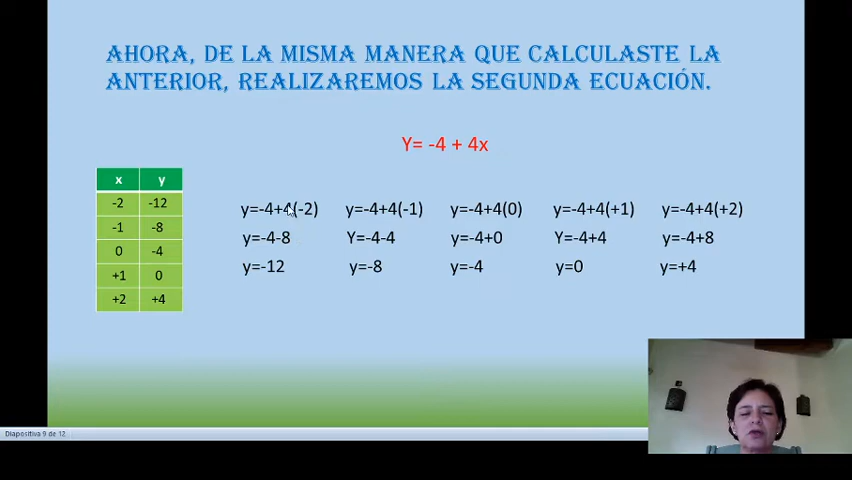 AHORA, DE LA MISMA MANERA QUE CALCULASTE LA
ANTERIOR, REALIZAREMOS LA SEGUNDA ECUACIÓN.
Y= -4 + 4x
x y
-2 -12
-1 -8
0 -4
+1 0
+2 +4
y=-4+4(-2) y=-4+4(-1) y=-4+4(0) y=-4+4(+1) y=-4+4(+2)
y=-4-8 Y=-4-4 y=-4+0 Y=-4+4 y=-4+8
y=-12 y=-8 y=-4 y=0 y=+4
Diapositiva 9 de 12